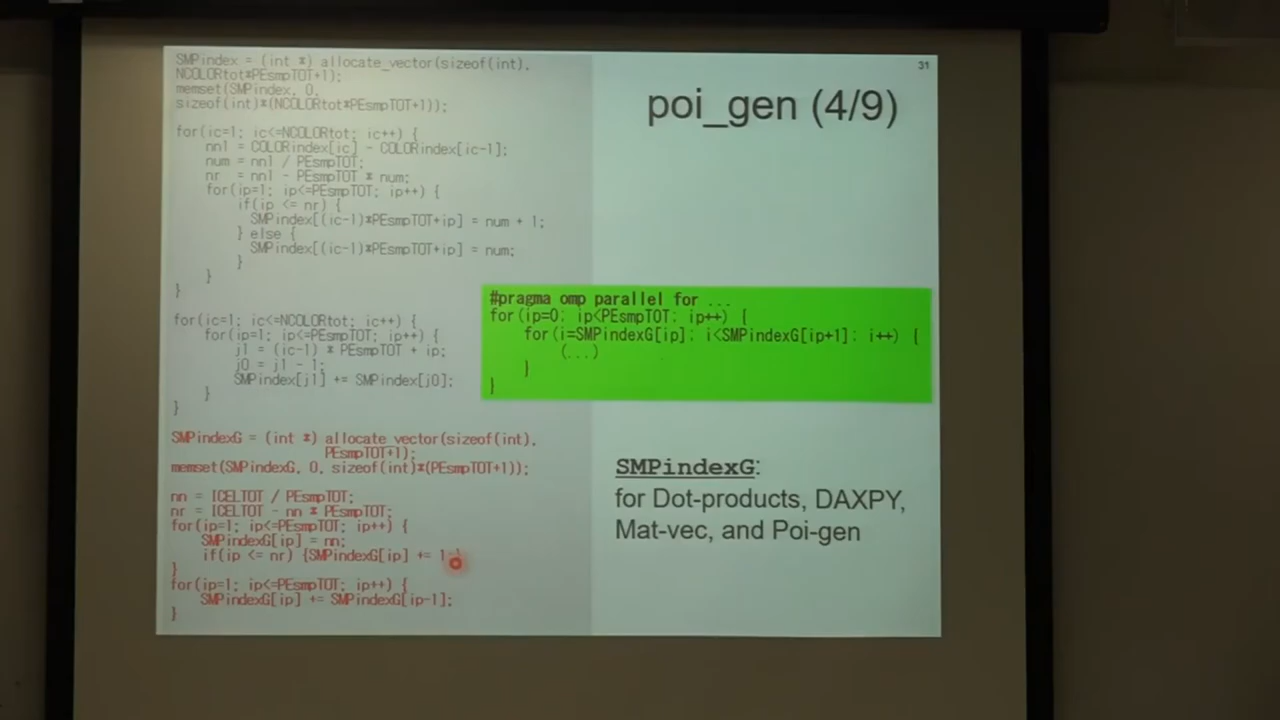 31
poi_gen (4/9)
SMPindex = (int *) allocate_vector(sizeof(int),
NCOLORtot*PEsmpTOT+1);
memset(SMPindex, 0,
sizeof(int)*(NCOLORtot*PEsmpTOT+1));
for(ic=1; ic<=NCOLORtot; ic++) {
nn1 = COLORindex[ic] - COLORindex[ic-1];
num = nn1 / PEsmpTOT;
nr = nn1 - PEsmpTOT * num;
for(ip=1; ip<=PEsmpTOT; ip++) {
if(ip <= nr) {
SMPindex[(ic-1)*PEsmpTOT+ip] = num + 1;
} else {
SMPindex[(ic-1)*PEsmpTOT+ip] = num;
}
}
}
for(ic=1; ic<=NCOLORtot; ic++) {
for(ip=1; ip<=PEsmpTOT; ip++) {
j1 = (ic-1) * PEsmpTOT + ip;
j0 = j1 - 1;
SMPindex[j1] += SMPindex[j0];
}
}
SMPindexG = (int *) allocate_vector(sizeof(int),
PEsmpTOT+1);
memset(SMPindexG, 0, sizeof(int)*(PEsmpTOT+1));
nn = ICELTOT / PEsmpTOT;
nr = ICELTOT - nn * PEsmpTOT;
for(ip=1; ip<=PEsmpTOT; ip++) {
SMPindexG[ip] = nn;
if(ip <= nr) {SMPindexG[ip] += 1
}
for(ip=1; ip<=PEsmpTOT; ip++) {
SMPindexG[ip] += SMPindexG[ip-1];
}
#pragma omp parallel for ...
for(ip=0; ip<PEsmpTOT; ip++) {
for(i=SMPindexG[ip]; i<SMPindexG[ip+1]; i++) {
(...)
}
}
SMPindexG:
for Dot-products, DAXPY,
Mat-vec, and Poi-gen